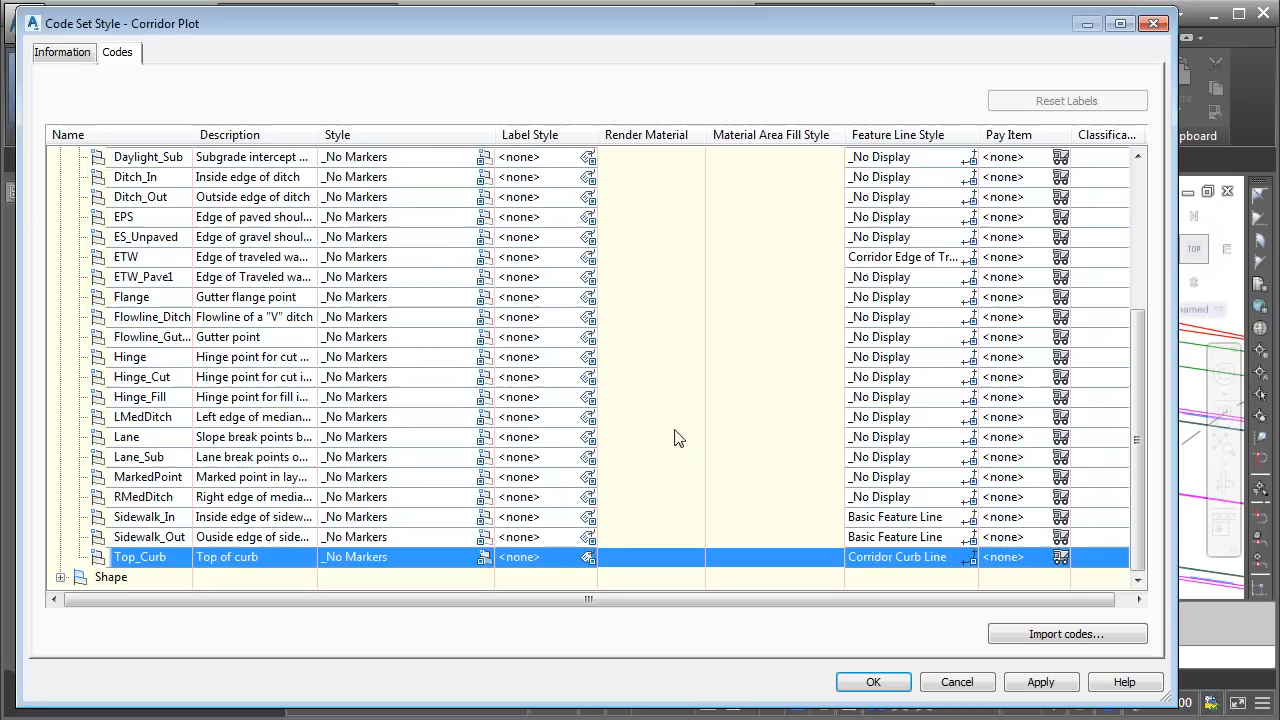 Code Set Style - Corridor Plot
Information Codes
Reset Labels
Name Description Style Label Style Render Material Material Area Fill Style Feature Line Style Pay Item Classifica...
Daylight_Sub Subgrade intercept ... _No Markers <none> _No Display <none>
Ditch_In Inside edge of ditch _No Markers <none> _No Display <none>
Ditch_Out Outside edge of ditch _No Markers <none> _No Display <none>
EPS Edge of paved shoul... _No Markers <none> _No Display <none>
ES_Unpaved Edge of gravel shoul... _No Markers <none> _No Display <none>
ETW Edge of traveled wa... _No Markers <none> Corridor Edge of Tr... <none>
ETW_Pave1 Edge of Traveled wa... _No Markers <none> _No Display <none>
Flange Gutter flange point _No Markers <none> _No Display <none>
Flowline_Ditch Flowline of a "V" ditch _No Markers <none> _No Display <none>
Flowline_Gut... Gutter point _No Markers <none> _No Display <none>
Hinge Hinge point for cut ... _No Markers <none> _No Display <none>
Hinge_Cut Hinge point for cut i... _No Markers <none> _No Display <none>
Hinge_Fill Hinge point for fill i... _No Markers <none> _No Display <none>
LMedDitch Left edge of median... _No Markers <none> _No Display <none>
Lane Slope break points b... _No Markers <none> _No Display <none>
Lane_Sub Lane break points o... _No Markers <none> _No Display <none>
MarkedPoint Marked point in lay... _No Markers <none> _No Display <none>
RMedDitch Right edge of media... _No Markers <none> _No Display <none>
Sidewalk_In Inside edge of sidew... _No Markers <none> Basic Feature Line <none>
Sidewalk_Out Ouside edge of side... _No Markers <none> Basic Feature Line <none>
Top_Curb Top of curb _No Markers <none> Corridor Curb Line <none>
Shape
Import codes...
OK Cancel Apply Help
pboard
N
TOP
E
S
named
00